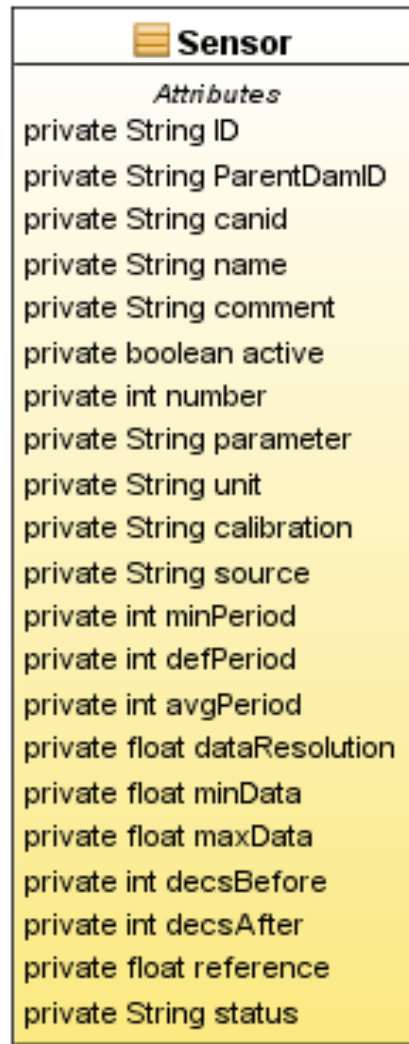 Sensor
Attributes
private String ID
private String ParentDamID
private String canid
private String name
private String comment
private boolean active
private int number
private String parameter
private String unit
private String calibration
private String source
private int minPeriod
private int defPeriod
private int avgPeriod
private float dataResolution
private float minData
private float maxData
private int decsBefore
private int decsAfter
private float reference
private String status